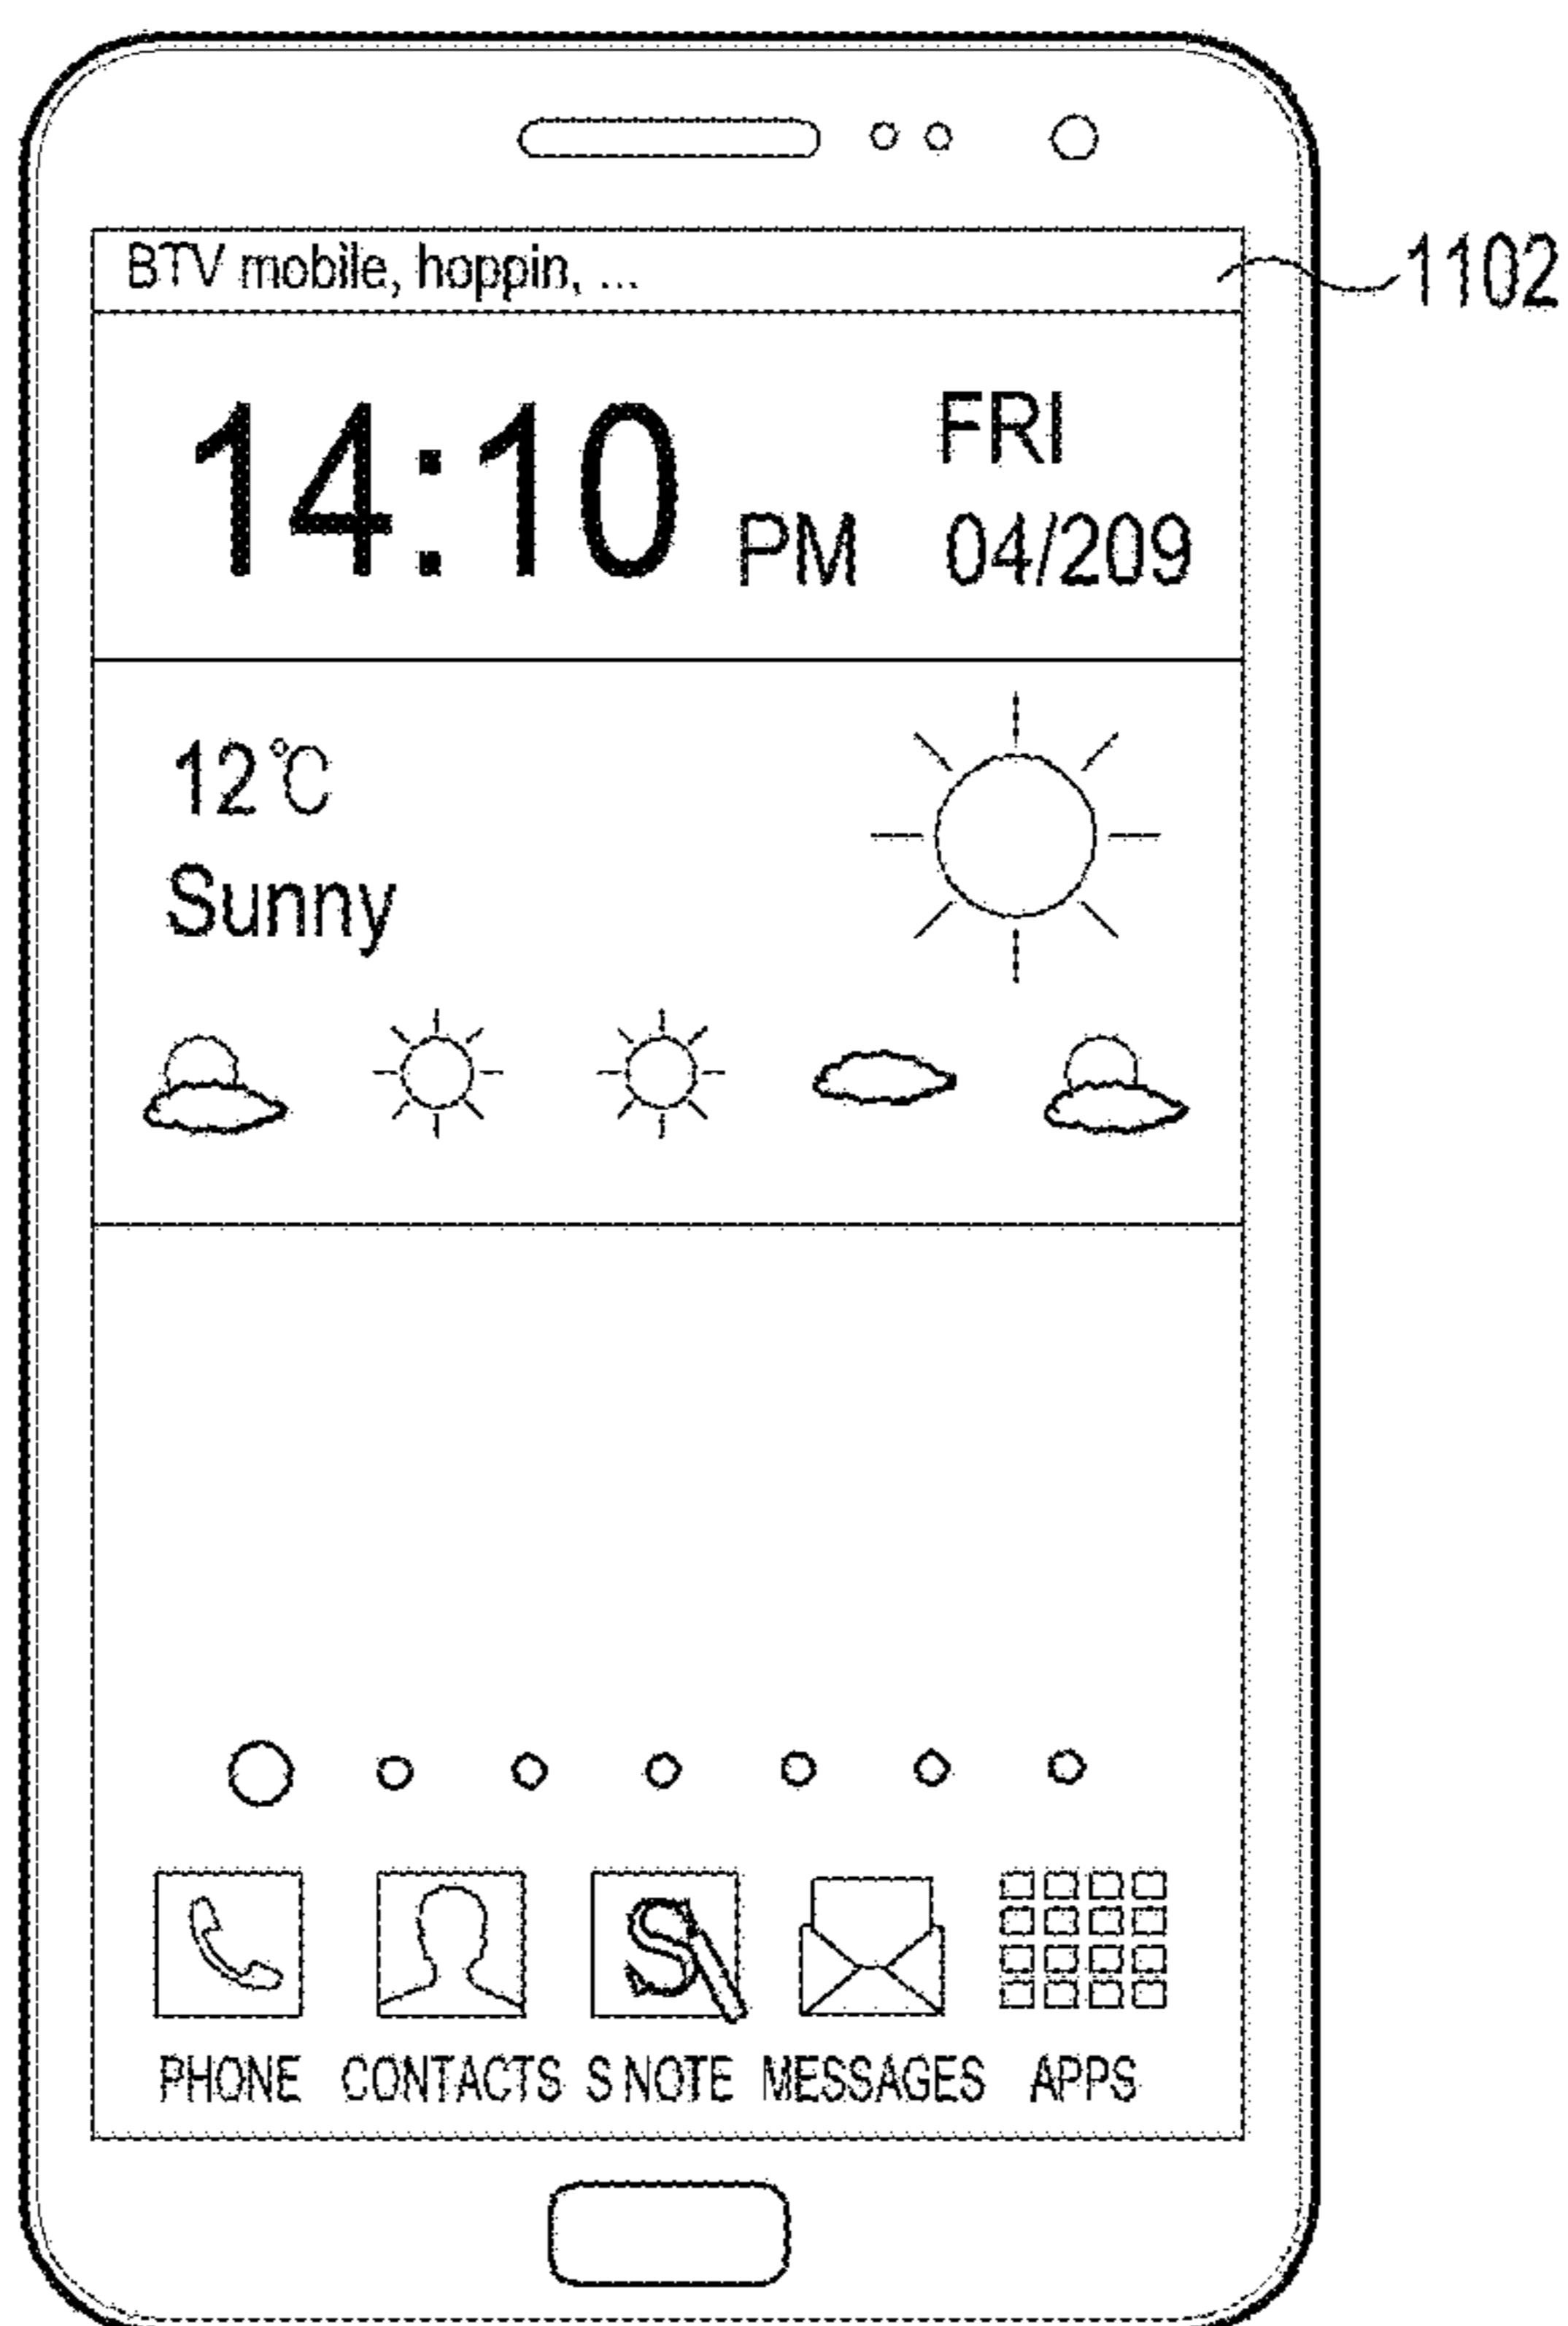 BTV mobile, hoppin, ...
1102
14:10 PM
FRI
04/209
12℃
Sunny
S
PHONE CONTACTS S NOTE MESSAGES APPS